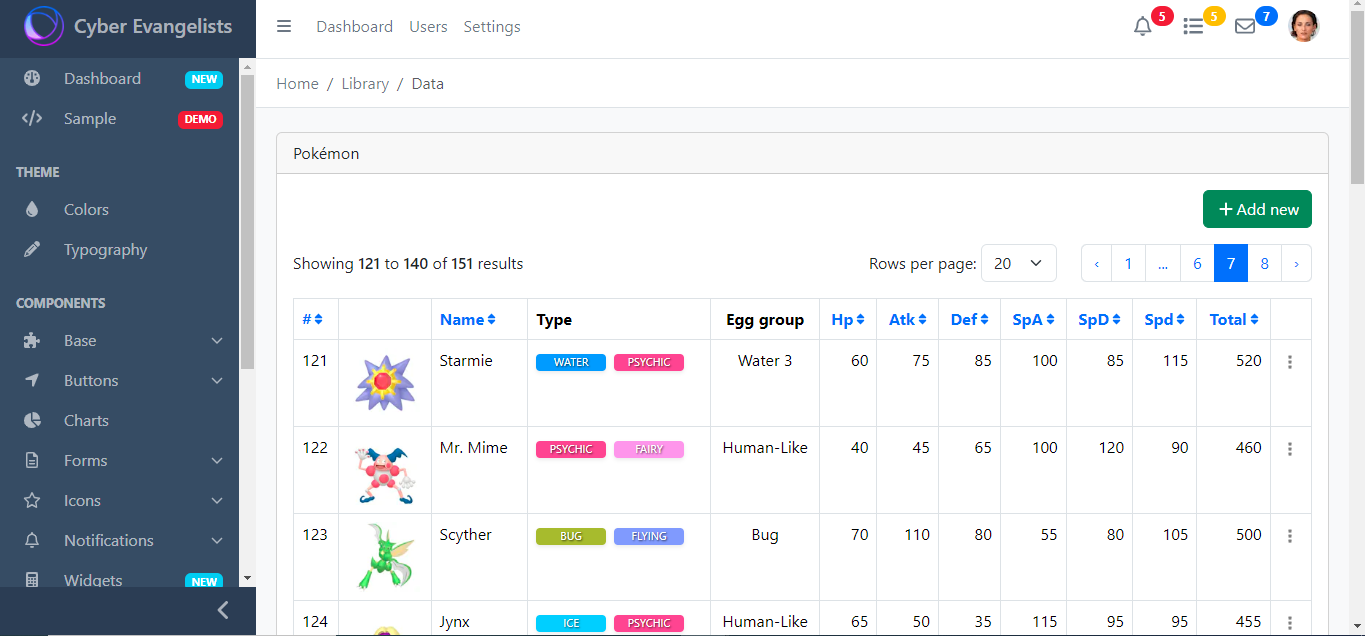 Cyber Evangelists
Dashboard Users Settings
5 5 7
Dashboard NEW
Sample DEMO
THEME
Colors
Typography
COMPONENTS
Base
Buttons
Charts
Forms
Icons
Notifications
Widgets NEW
Home / Library / Data
Pokémon
+ Add new
Showing 121 to 140 of 151 results
Rows per page: 20 ‹ 1 ... 6 7 8 ›
# Name Type Egg group Hp Atk Def SpA SpD Spd Total
121 Starmie WATER PSYCHIC Water 3 60 75 85 100 85 115 520
122 Mr. Mime PSYCHIC FAIRY Human-Like 40 45 65 100 120 90 460
123 Scyther BUG FLYING Bug 70 110 80 55 80 105 500
124 Jynx ICE PSYCHIC Human-Like 65 50 35 115 95 95 455